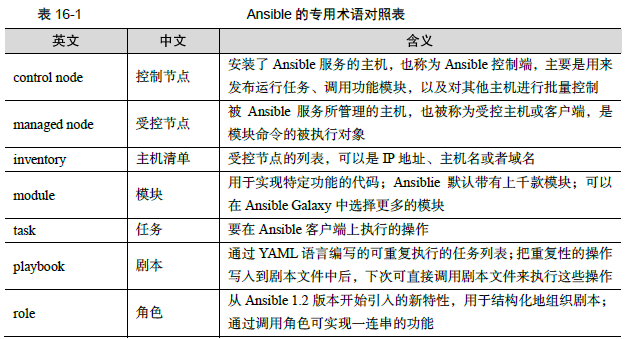 表 16-1 Ansible 的专用术语对照表
英文 中文 含义
control node 控制节点 安装了 Ansible 服务的主机，也称为 Ansible 控制端，主要是用来
发布运行任务、调用功能模块，以及对其他主机进行批量控制
managed node 受控节点 被 Ansible 服务所管理的主机，也被称为受控主机或客户端，是
模块命令的被执行对象
inventory 主机清单 受控节点的列表，可以是 IP 地址、主机名或者域名
module 模块 用于实现特定功能的代码；Ansiblie 默认带有上千款模块；可以
在 Ansible Galaxy 中选择更多的模块
task 任务 要在 Ansible 客户端上执行的操作
playbook 剧本 通过 YAML 语言编写的可重复执行的任务列表；把重复性的操作
写入到剧本文件中后，下次可直接调用剧本文件来执行这些操作
role 角色 从 Ansible 1.2 版本开始引入的新特性，用于结构化地组织剧本；
通过调用角色可实现一连串的功能